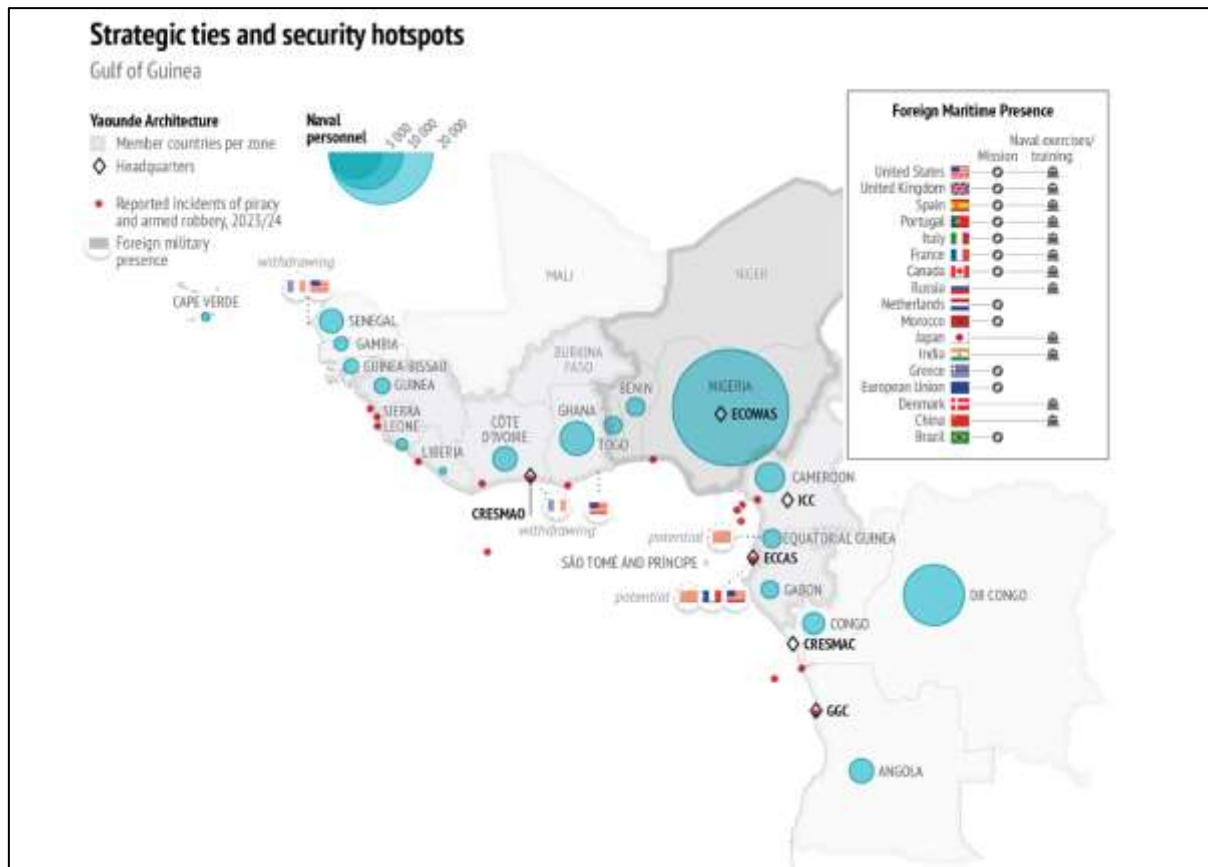 Strategic ties and security hotspots
Gulf of Guinea
Yaounde Architecture
Member countries per zone
Headquarters
Reported incidents of piracy
and armed robbery, 2023/24
Foreign military
presence
Naval
personnel
5 000
10 000
20 000
Foreign Maritime Presence
Mission
Naval exercises/
training
United States
United Kingdom
Spain
Portugal
Italy
France
Canada
Russia
Netherlands
Morocco
Japan
India
Greece
European Union
Denmark
China
Brazil
withdrawing
CAPE VERDE
SENEGAL
GAMBIA
GUINEA-BISSAU
GUINEA
SIERRA
LEONE
LIBERIA
MALI
NIGER
BURKINA
FASO
CÔTE
D'IVOIRE
GHANA
TOGO
BENIN
NIGERIA
ECOWAS
CRESMAO
withdrawing
CAMEROON
ICC
potential
EQUATORIAL GUINEA
SÃO TOMÉ AND PRÍNCIPE
ECCAS
potential
GABON
CONGO
DR CONGO
CRESMAC
GGC
ANGOLA